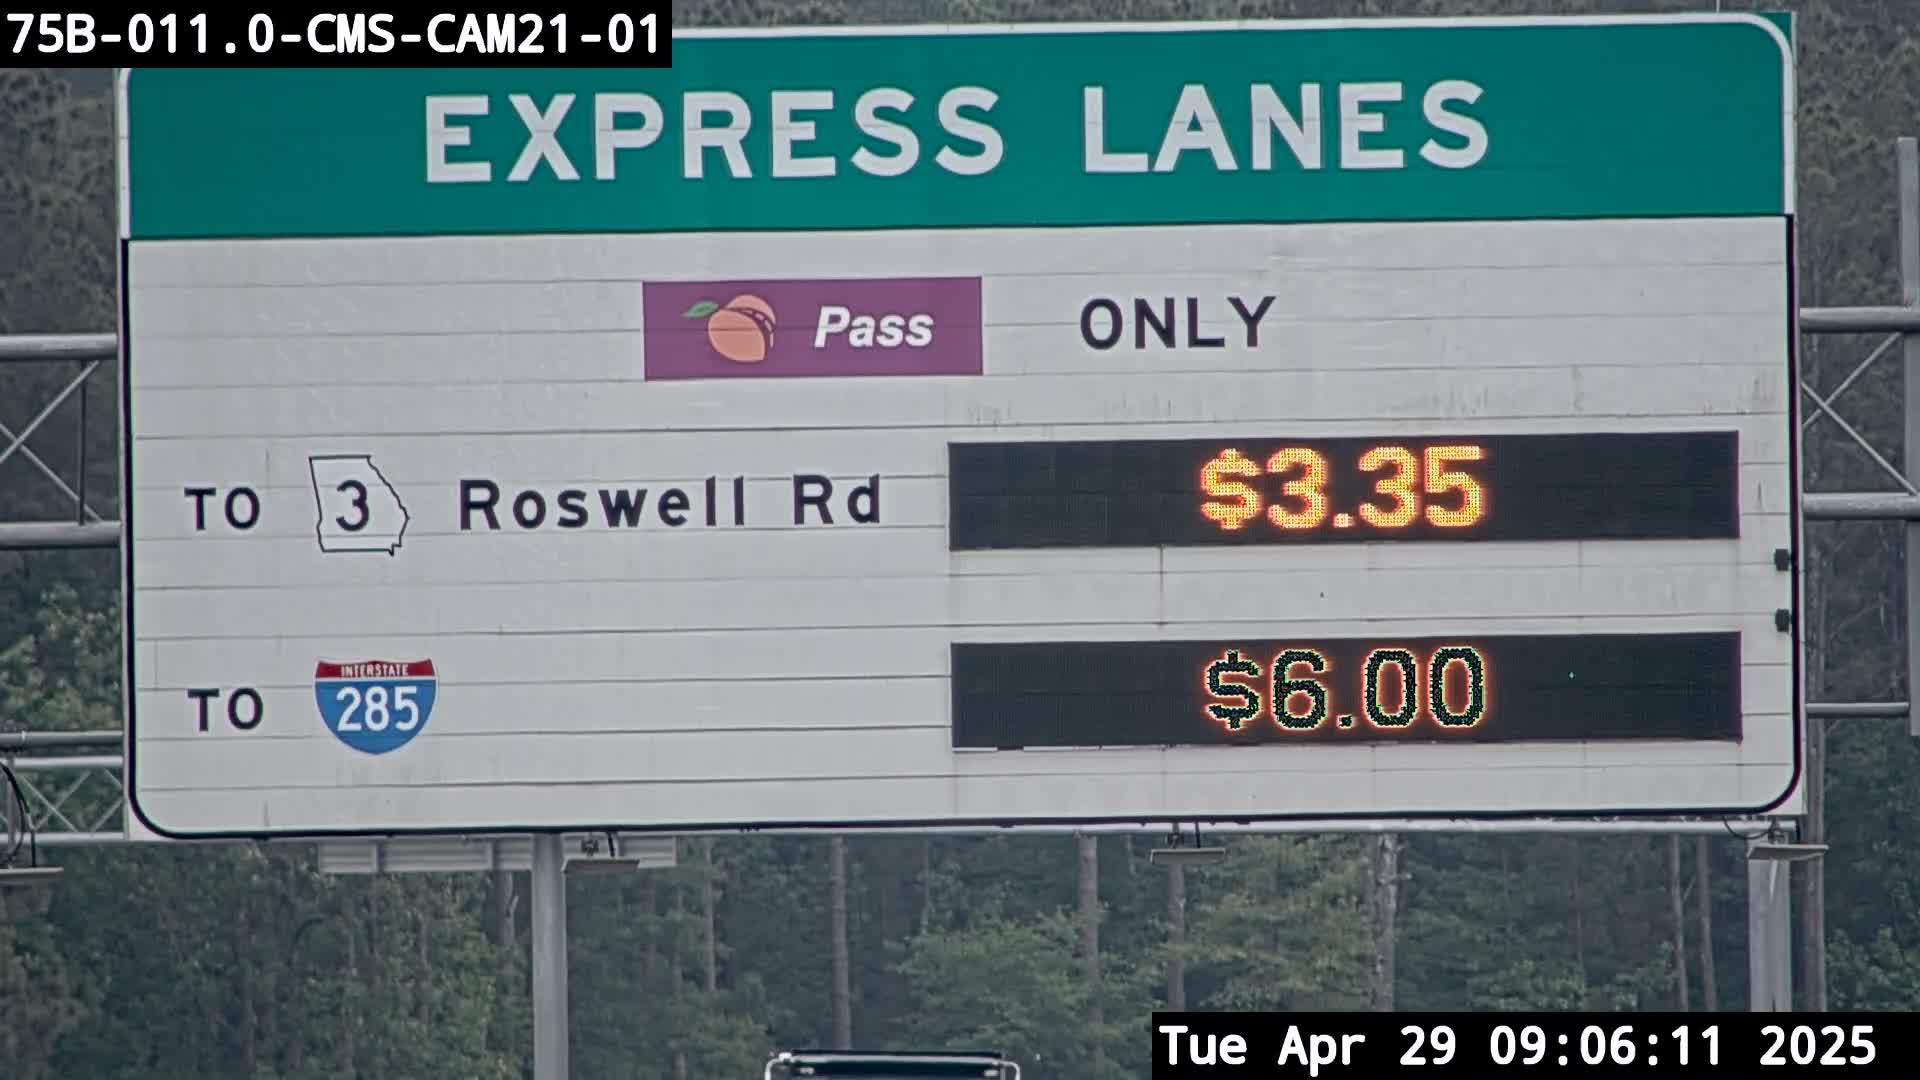 75B-011.0-CMS-CAM21-01
EXPRESS LANES
Pass ONLY
TO 3 Roswell Rd $3.35
INTERSTATE
TO 285 $6.00
Tue Apr 29 09:06:11 2025